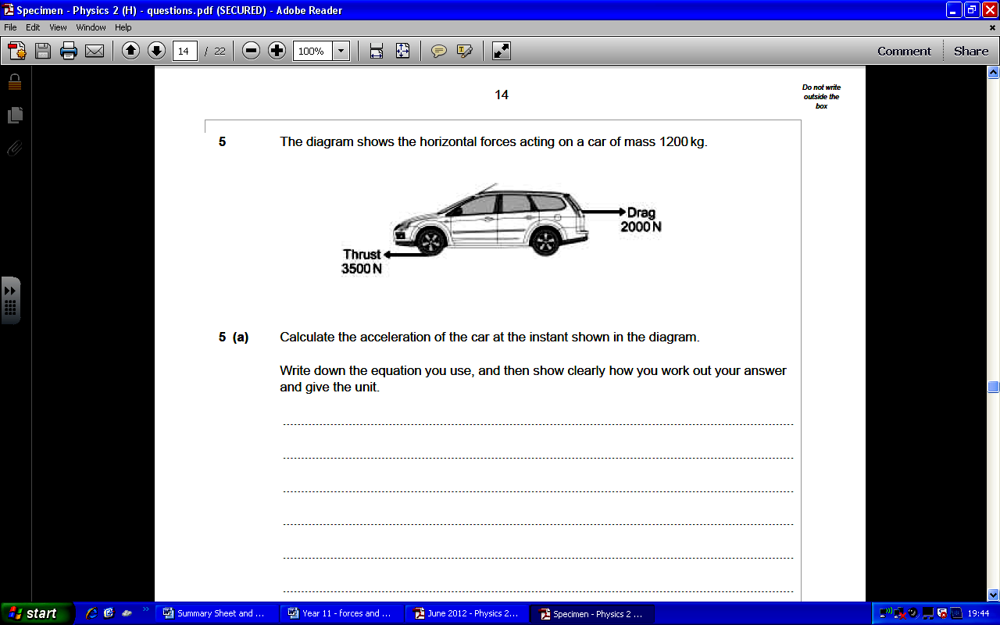 Specimen - Physics 2 (H) - questions.pdf (SECURED) - Adobe Reader
File Edit View Window Help
14 / 22 100% Comment Share
14
Do not write
outside the
box
5 The diagram shows the horizontal forces acting on a car of mass 1200 kg.
Drag
2000 N
Thrust
3500 N
5 (a) Calculate the acceleration of the car at the instant shown in the diagram.
Write down the equation you use, and then show clearly how you work out your answer
and give the unit.
start Summary Sheet and ... Year 11 - forces and ... June 2012 - Physics 2... Specimen - Physics 2 ... 19:44